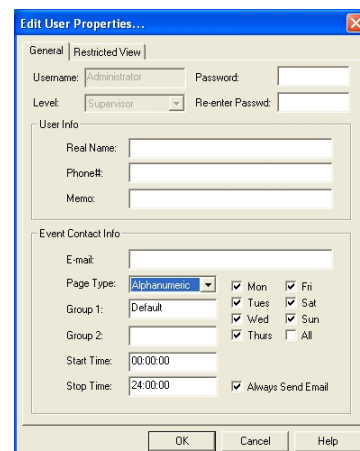 Edit User Properties...
General Restricted View
Username: Administrator Password:
Level: Supervisor Re-enter Passwd:
User Info
Real Name:
Phone#:
Memo:
Event Contact Info
E-mail:
Page Type: Alphanumeric Mon Fri
Group 1: Default Tues Sat
Wed Sun
Group 2: Thurs All
Start Time: 00:00:00
Stop Time: 24:00:00 Always Send Email
OK Cancel Help